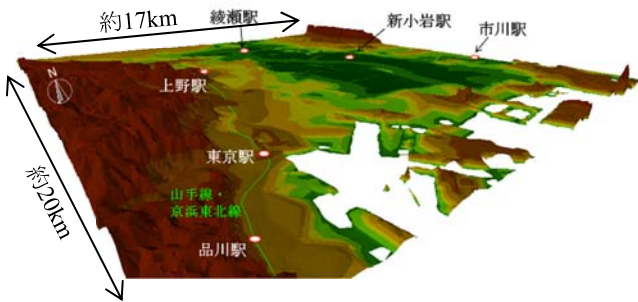 約17km
綾瀬駅
新小岩駅
市川駅
N
上野駅
東京駅
約20km
山手線・
京浜東北線
品川駅